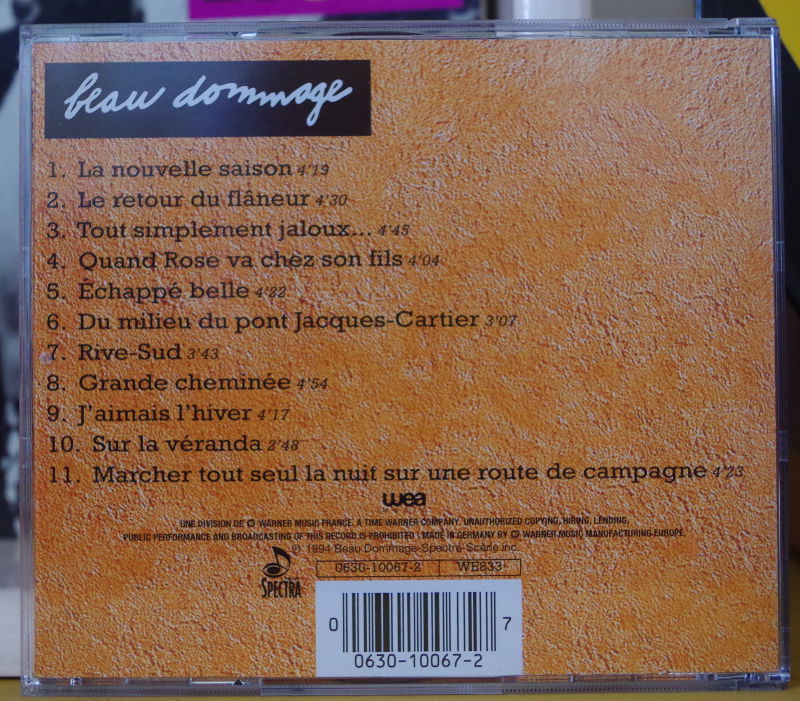 beau dommage
1. La nouvelle saison 4'19
2. Le retour du flâneur 4'30
3. Tout simplement jaloux... 4'45
4. Quand Rose va chez son fils 4'04
5. Échappé belle 4'22
6. Du milieu du pont Jacques-Cartier 3'07
7. Rive-Sud 3'43
8. Grande cheminée 4'54
9. J'aimais l'hiver 4'17
10. Sur la véranda 2'48
11. Marcher tout seul la nuit sur une route de campagne 4'23
wea
UNE DIVISION DE WARNER MUSIC FRANCE. A TIME WARNER COMPANY. UNAUTHORIZED COPYING, HIRING, LENDING,
PUBLIC PERFORMANCE AND BROADCASTING OF THIS RECORD IS PROHIBITED. MADE IN GERMANY BY WARNER MUSIC MANUFACTURING EUROPE.
© 1994 Beau Dommage-Spectra-Scène inc.
SPECTRA
0630-10067-2 WE833
0 7
0630-10067-2